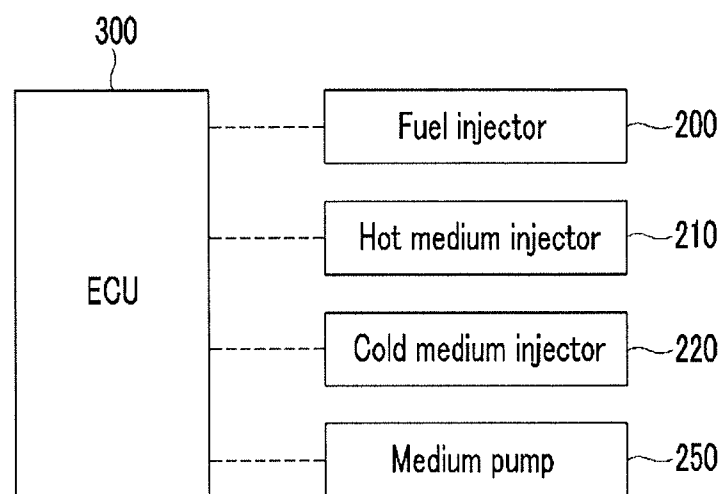 300
ECU
Fuel injector 200
Hot medium injector 210
Cold medium injector 220
Medium pump 250